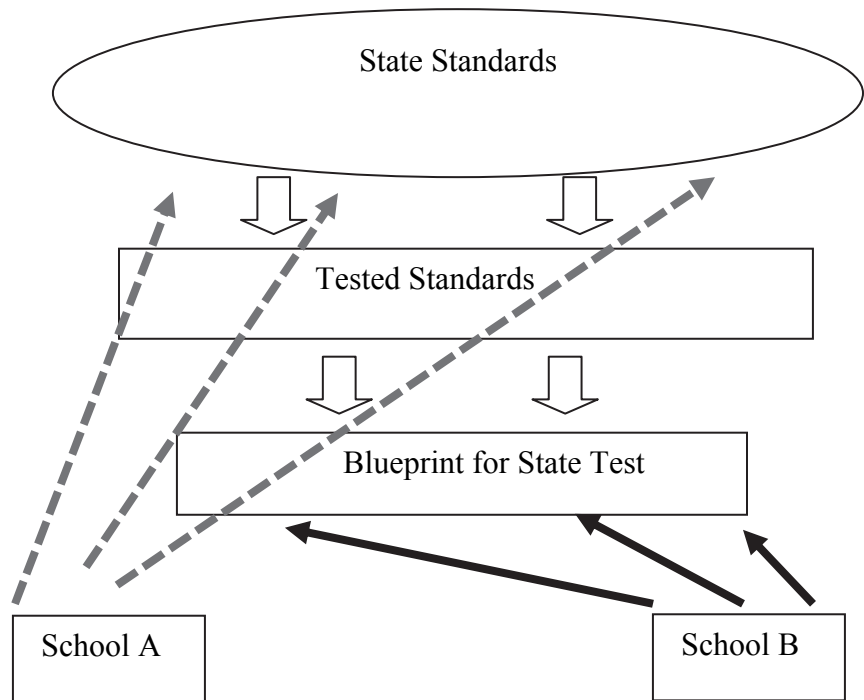 State Standards
Tested Standards
Blueprint for State Test
School A
School B